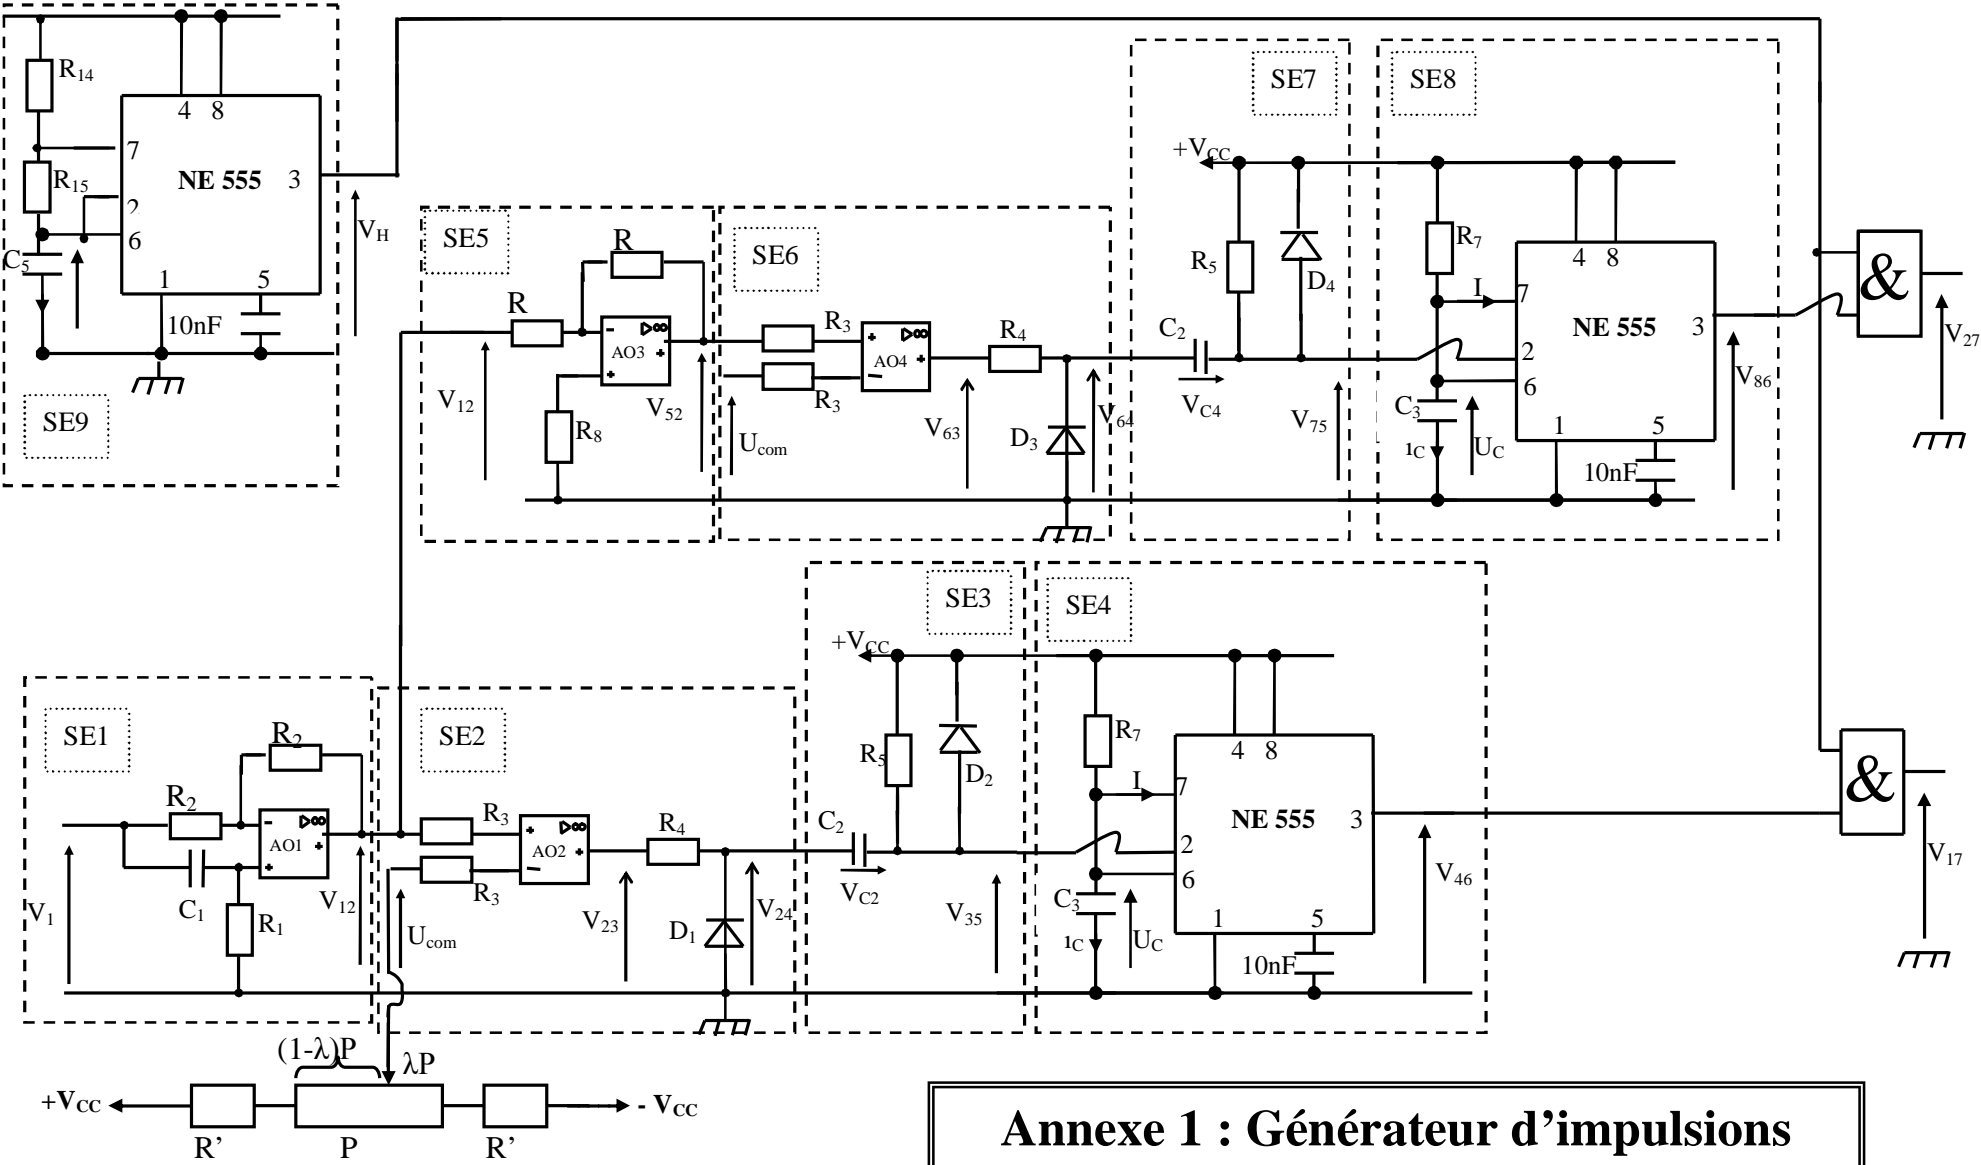 R14
4 8
7
R15
NE 555 3
2
6
C5
1 5
10nF
VH
SE9
SE5
R
R
AO3
V12
R8
V52
SE6
R3
R3
AO4
Ucom
V63
R4
D3
V64
SE7
+VCC
R5
D4
C2
VC4
V75
SE8
R7
I
4 8
7
NE 555 3
2
6
C3
iC
UC
1 5
10nF
V86
&
V27
SE1
R2
R2
AO1
C1
R1
V1
V12
SE2
R3
R3
AO2
Ucom
V23
R4
D1
V24
SE3
+VCC
R5
D2
C2
VC2
V35
SE4
R7
I
4 8
7
NE 555 3
2
6
C3
iC
UC
1 5
10nF
V46
&
V17
(1-λ)P λP
+VCC - VCC
R’ P R’
Annexe 1 : Générateur d’impulsions